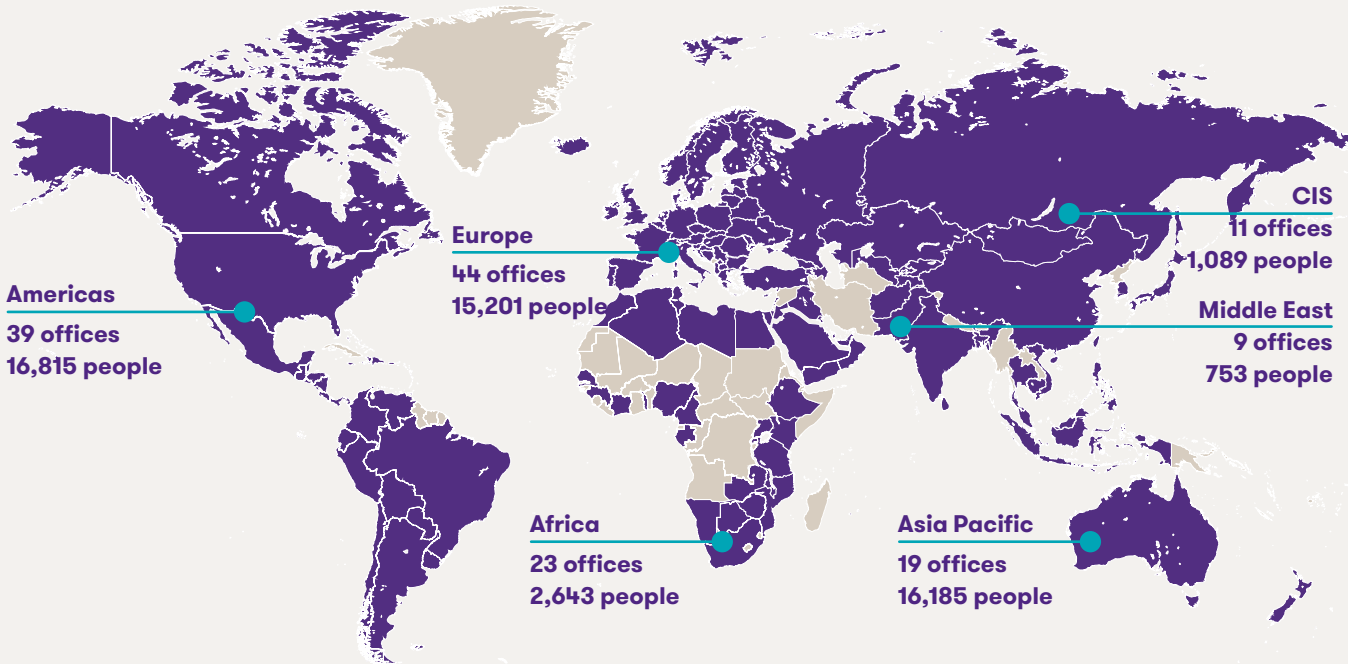 Americas
39 offices
16,815 people
Europe
44 offices
15,201 people
CIS
11 offices
1,089 people
Middle East
9 offices
753 people
Africa
23 offices
2,643 people
Asia Pacific
19 offices
16,185 people